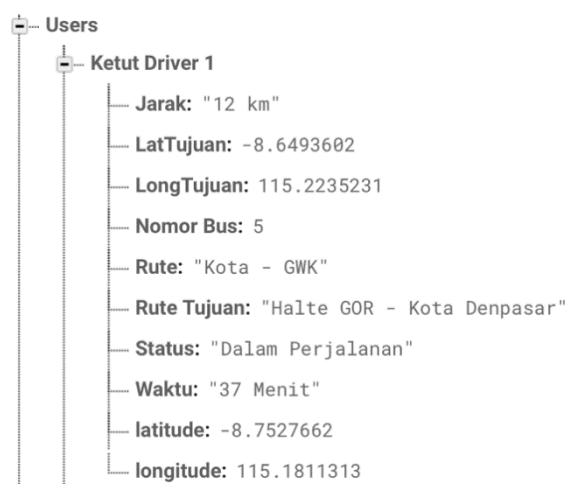 Users
Ketut Driver 1
Jarak: "12 km"
LatTujuan: -8.6493602
LongTujuan: 115.2235231
Nomor Bus: 5
Rute: "Kota - GWK"
Rute Tujuan: "Halte GOR - Kota Denpasar"
Status: "Dalam Perjalanan"
Waktu: "37 Menit"
latitude: -8.7527662
longitude: 115.1811313